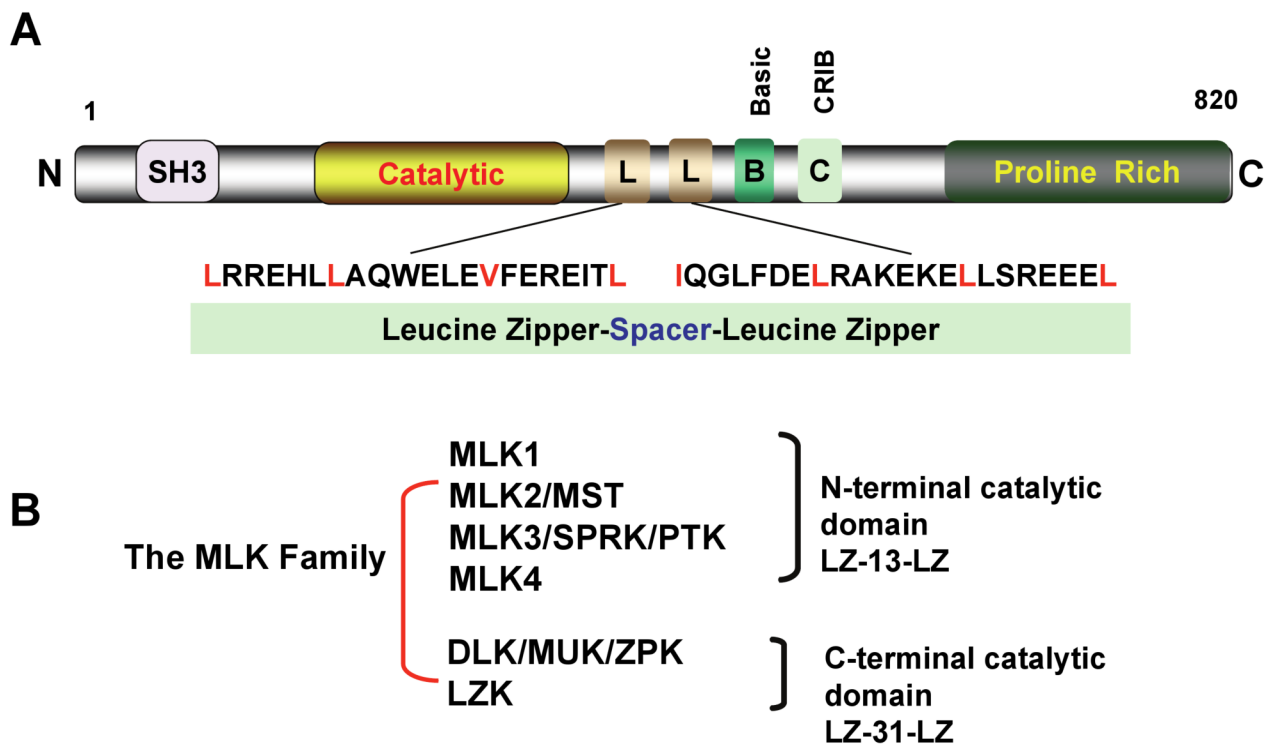 A
Basic
CRIB
1
820
N
SH3
Catalytic
L
L
B
C
Proline Rich
C
LRREHLLAQWELEVFEREITL
IQGLFDELRAKEKELLSREEEL
Leucine Zipper-Spacer-Leucine Zipper
B
The MLK Family
MLK1
MLK2/MST
MLK3/SPRK/PTK
MLK4
N-terminal catalytic
domain
LZ-13-LZ
DLK/MUK/ZPK
LZK
C-terminal catalytic
domain
LZ-31-LZ